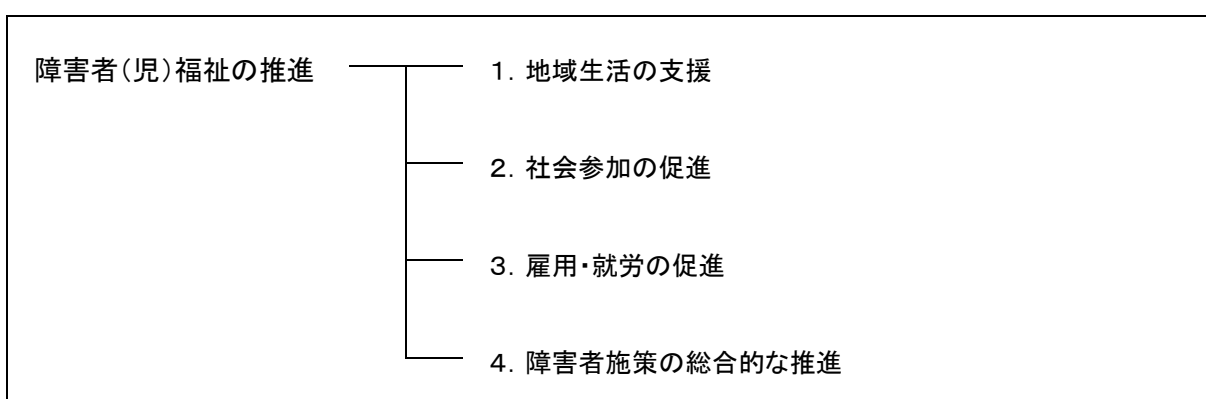 障害者(児)福祉の推進
1. 地域生活の支援
2. 社会参加の促進
3. 雇用・就労の促進
4. 障害者施策の総合的な推進